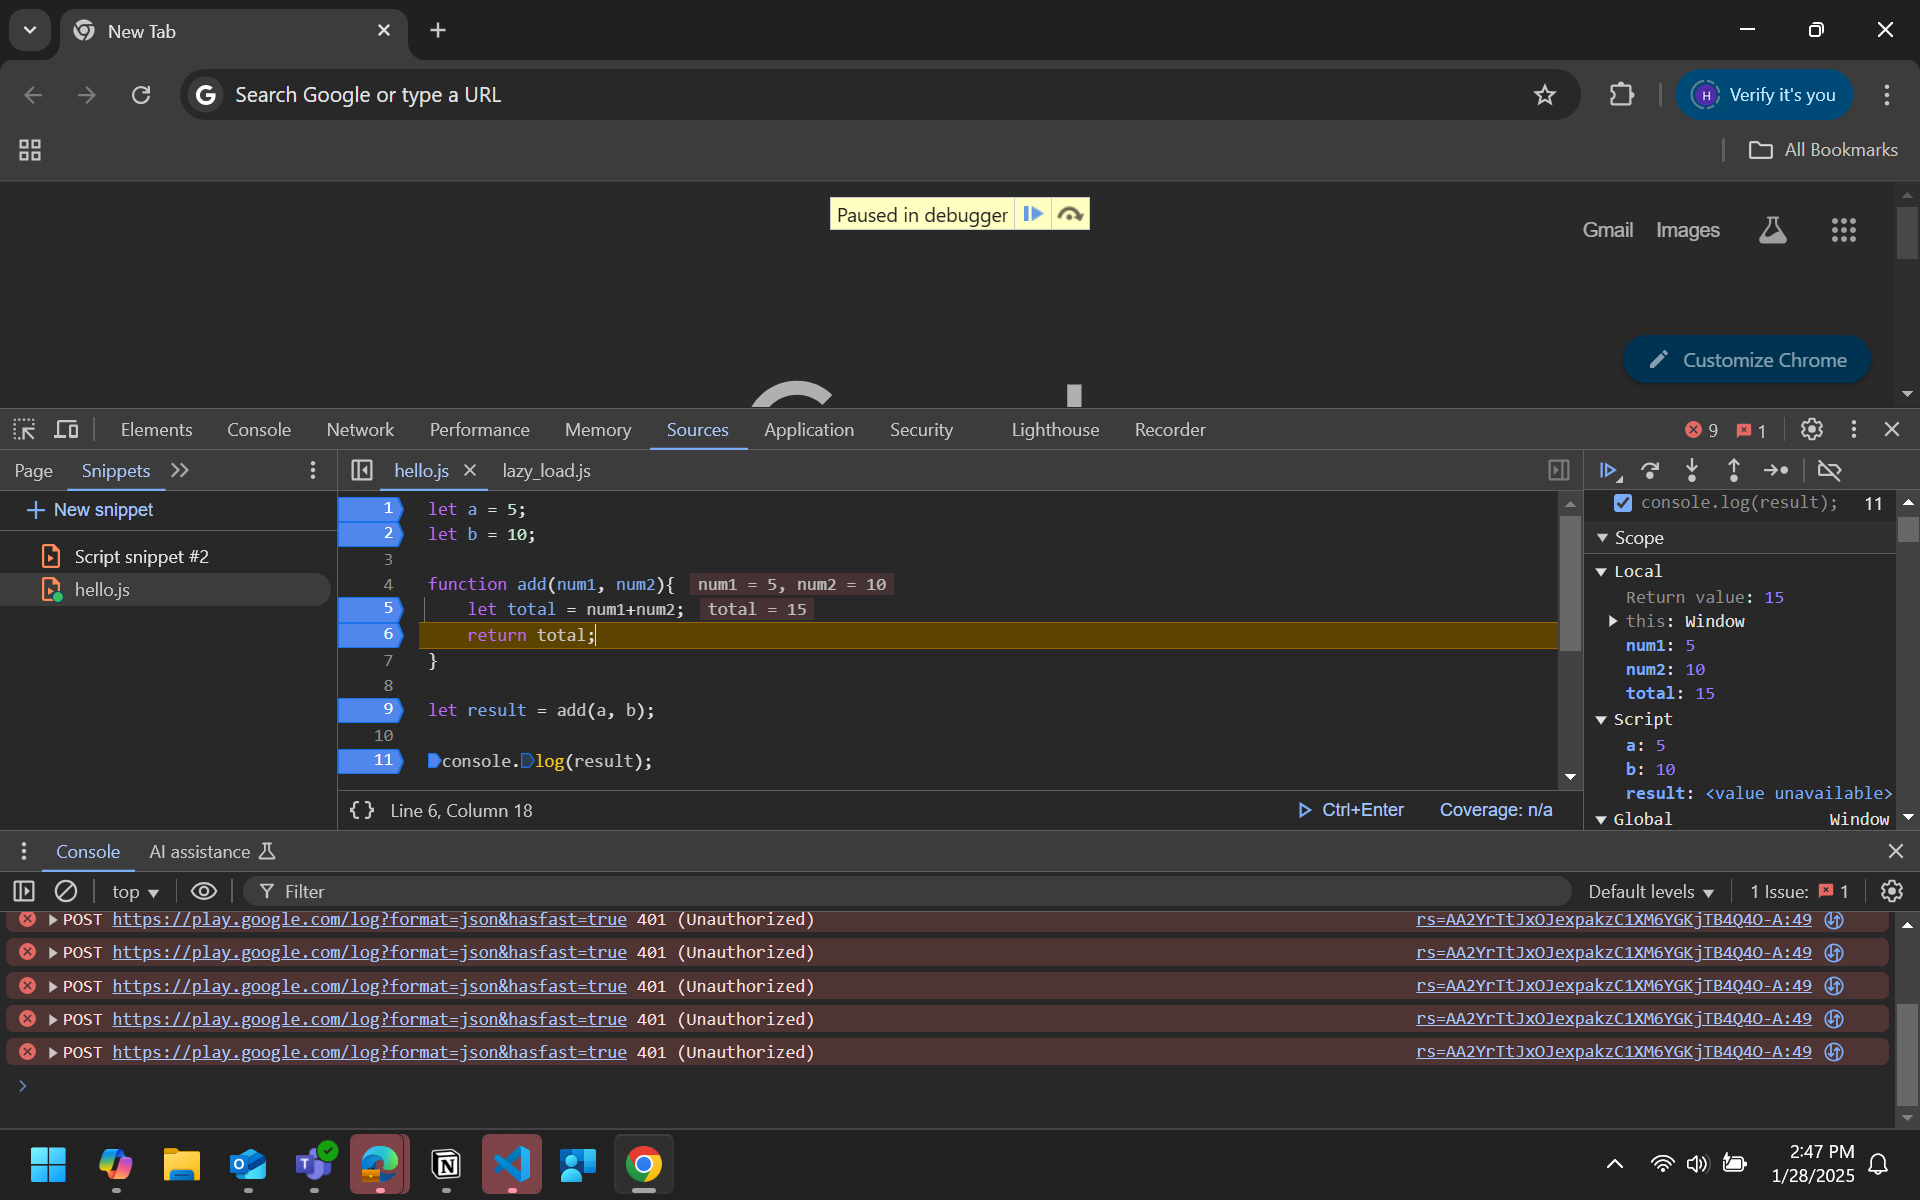 New Tab
Search Google or type a URL
H Verify it's you
All Bookmarks
Paused in debugger
Gmail Images
Customize Chrome
Elements Console Network Performance Memory Sources Application Security Lighthouse Recorder 9 1
Page Snippets
hello.js lazy_load.js
New snippet
Script snippet #2
hello.js
1 let a = 5;
2 let b = 10;
3
4 function add(num1, num2){ num1 = 5, num2 = 10
5 let total = num1+num2; total = 15
6 return total;
7 }
8
9 let result = add(a, b);
10
11 console.log(result);
{} Line 6, Column 18 Ctrl+Enter Coverage: n/a
console.log(result); 11
Scope
Local
Return value: 15
this: Window
num1: 5
num2: 10
total: 15
Script
a: 5
b: 10
result: <value unavailable>
Global Window
Console AI assistance
top Filter Default levels 1 Issue: 1
POST https://play.google.com/log?format=json&hasfast=true 401 (Unauthorized) rs=AA2YrTtJxOJexpakzC1XM6YGKjTB4Q4O-A:49
POST https://play.google.com/log?format=json&hasfast=true 401 (Unauthorized) rs=AA2YrTtJxOJexpakzC1XM6YGKjTB4Q4O-A:49
POST https://play.google.com/log?format=json&hasfast=true 401 (Unauthorized) rs=AA2YrTtJxOJexpakzC1XM6YGKjTB4Q4O-A:49
POST https://play.google.com/log?format=json&hasfast=true 401 (Unauthorized) rs=AA2YrTtJxOJexpakzC1XM6YGKjTB4Q4O-A:49
POST https://play.google.com/log?format=json&hasfast=true 401 (Unauthorized) rs=AA2YrTtJxOJexpakzC1XM6YGKjTB4Q4O-A:49
2:47 PM
1/28/2025